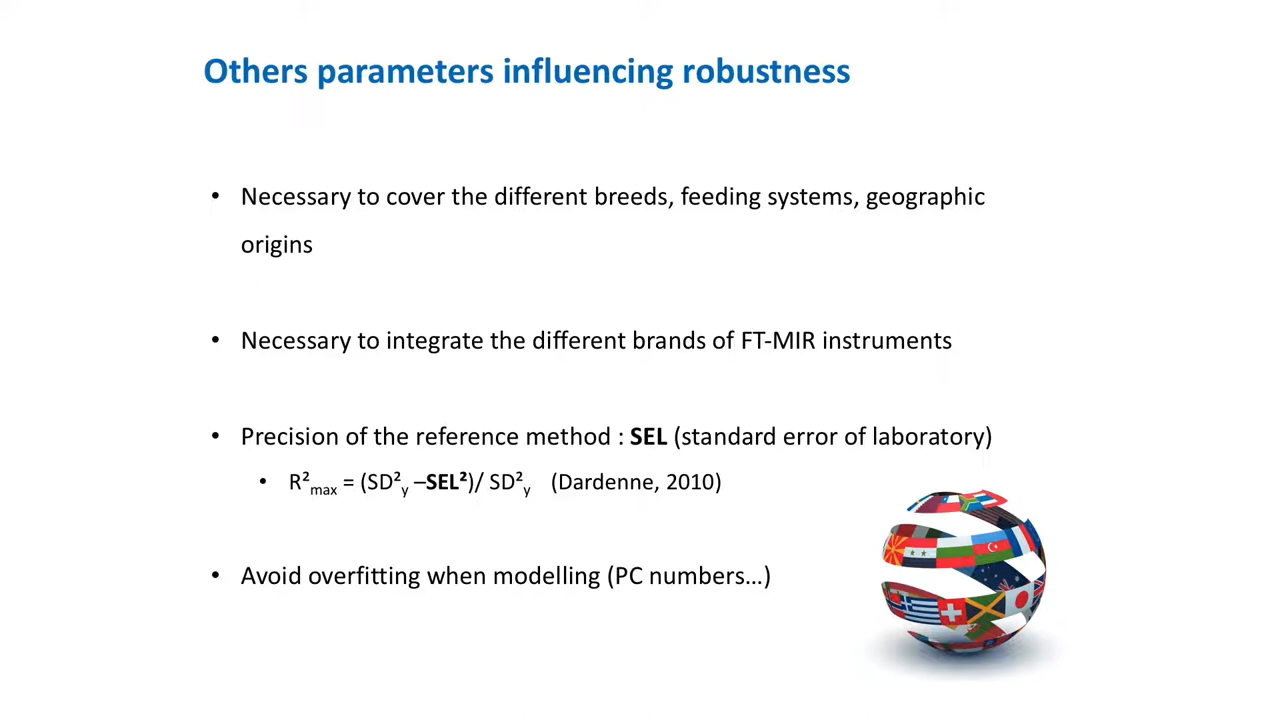 Others parameters influencing robustness
• Necessary to cover the different breeds, feeding systems, geographic
origins
• Necessary to integrate the different brands of FT-MIR instruments
• Precision of the reference method : SEL (standard error of laboratory)
• R²max = (SD²y –SEL²)/ SD²y (Dardenne, 2010)
• Avoid overfitting when modelling (PC numbers...)